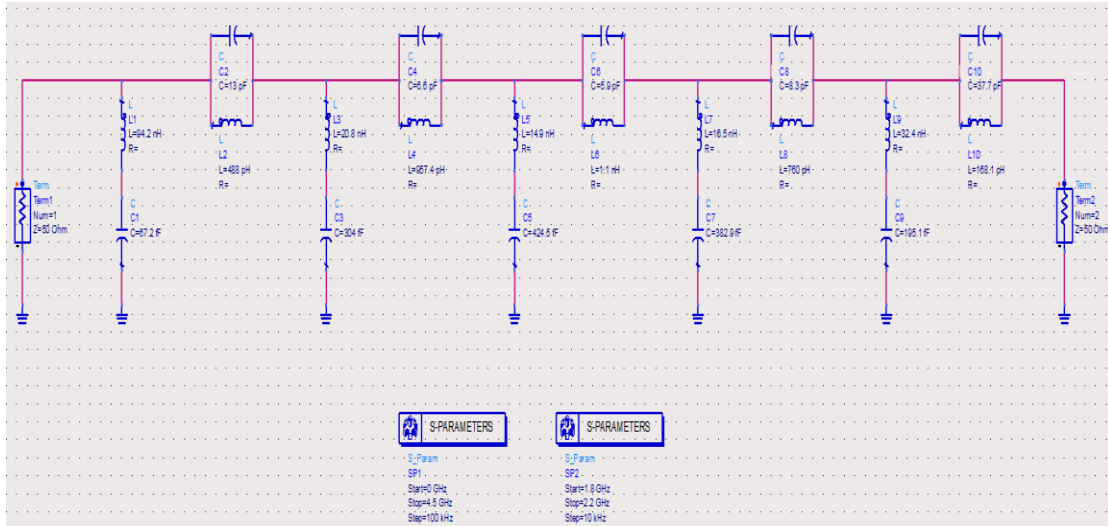 C
C2
C=13 pF
L
L2
L=488 pH
R=
C
C4
C=6.6 pF
L
L4
L=957.4 pH
R=
C
C6
C=5.9 pF
L
L6
L=1.1 nH
R=
C
C8
C=8.3 pF
L
L8
L=760 pH
R=
C
C10
C=37.7 pF
L
L10
L=168.1 pH
R=
L
L1
L=94.2 nH
R=
L
L3
L=20.8 nH
R=
L
L5
L=14.9 nH
R=
L
L7
L=16.5 nH
R=
L
L9
L=32.4 nH
R=
Term
Term1
Num=1
Z=50 Ohm
C
C1
C=67.2 fF
C
C3
C=304 fF
C
C5
C=424.5 fF
C
C7
C=382.9 fF
C
C9
C=195.1 fF
Term
Term2
Num=2
Z=50 Ohm
S-PARAMETERS
S_Param
SP1
Start=0 GHz
Stop=4.5 GHz
Step=100 kHz
S-PARAMETERS
S_Param
SP2
Start=1.8 GHz
Stop=2.2 GHz
Step=10 kHz